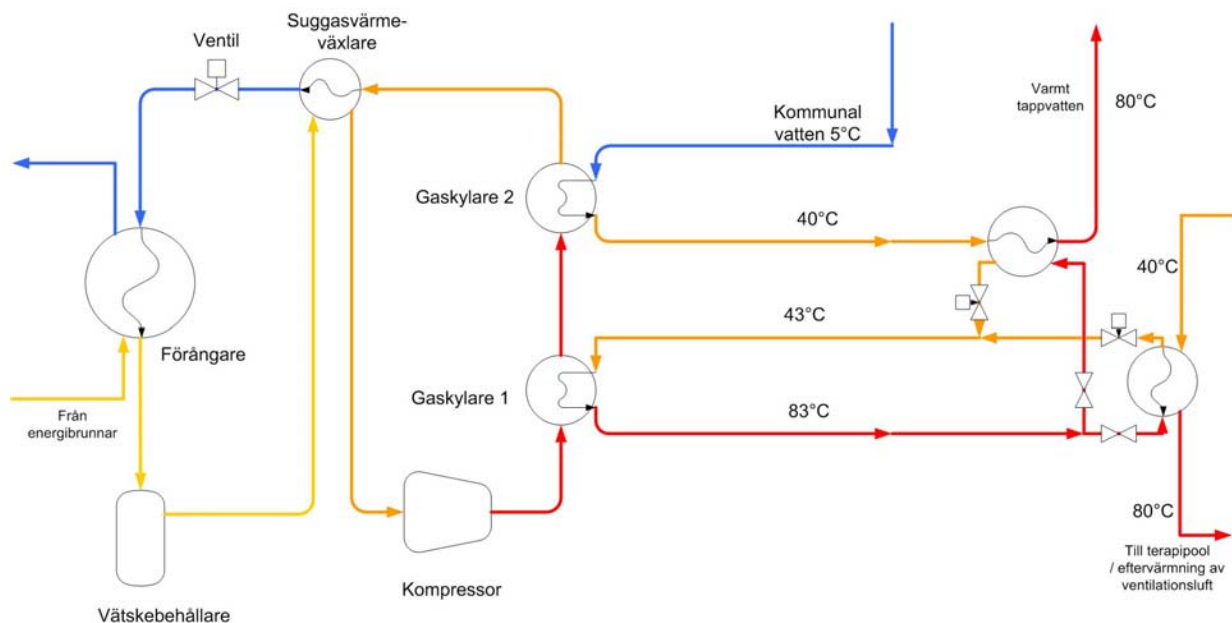 Suggasvärme-
växlare
Ventil
Varmt
tappvatten
80°C
Kommunal
vatten 5°C
Gaskylare 2
40°C
40°C
43°C
Förångare
Gaskylare 1
83°C
Från
energibrunnar
80°C
Till terapipool
/ eftervärmning av
ventilationsluft
Kompressor
Vätskebehållare